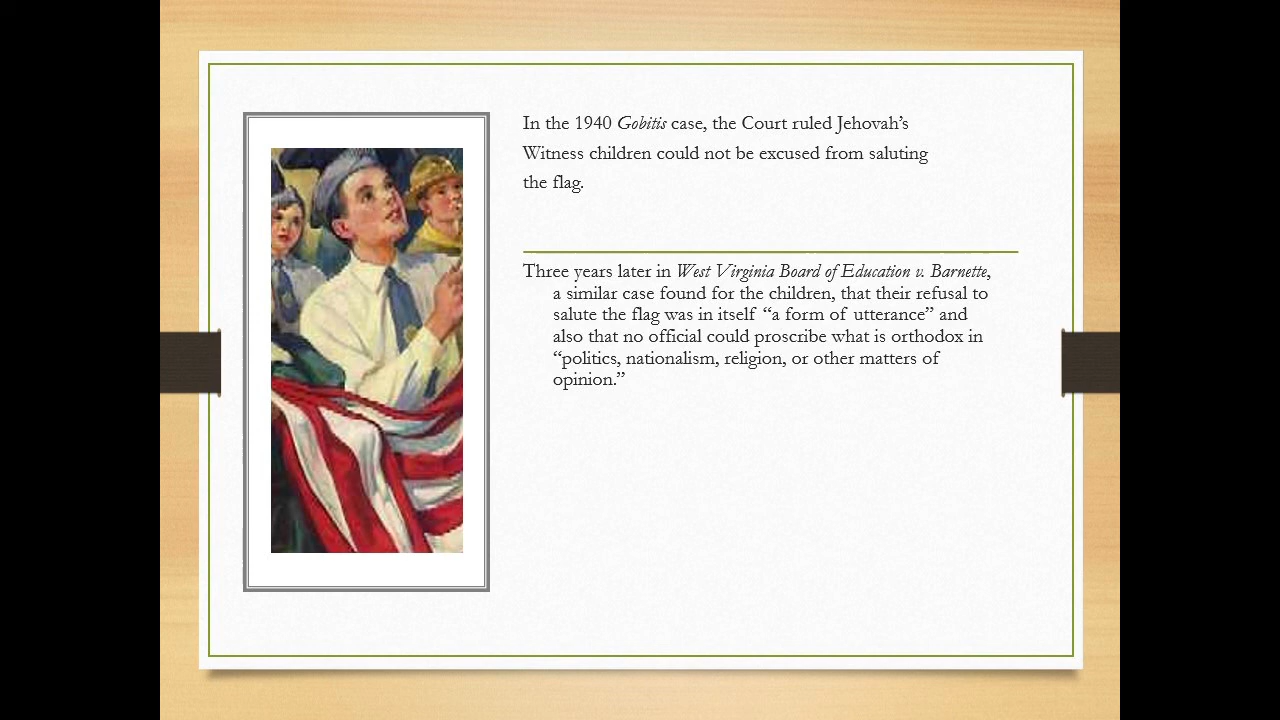 In the 1940 Gobitis case, the Court ruled Jehovah’s
Witness children could not be excused from saluting
the flag.
Three years later in West Virginia Board of Education v. Barnette,
a similar case found for the children, that their refusal to
salute the flag was in itself “a form of utterance” and
also that no official could proscribe what is orthodox in
“politics, nationalism, religion, or other matters of
opinion.”